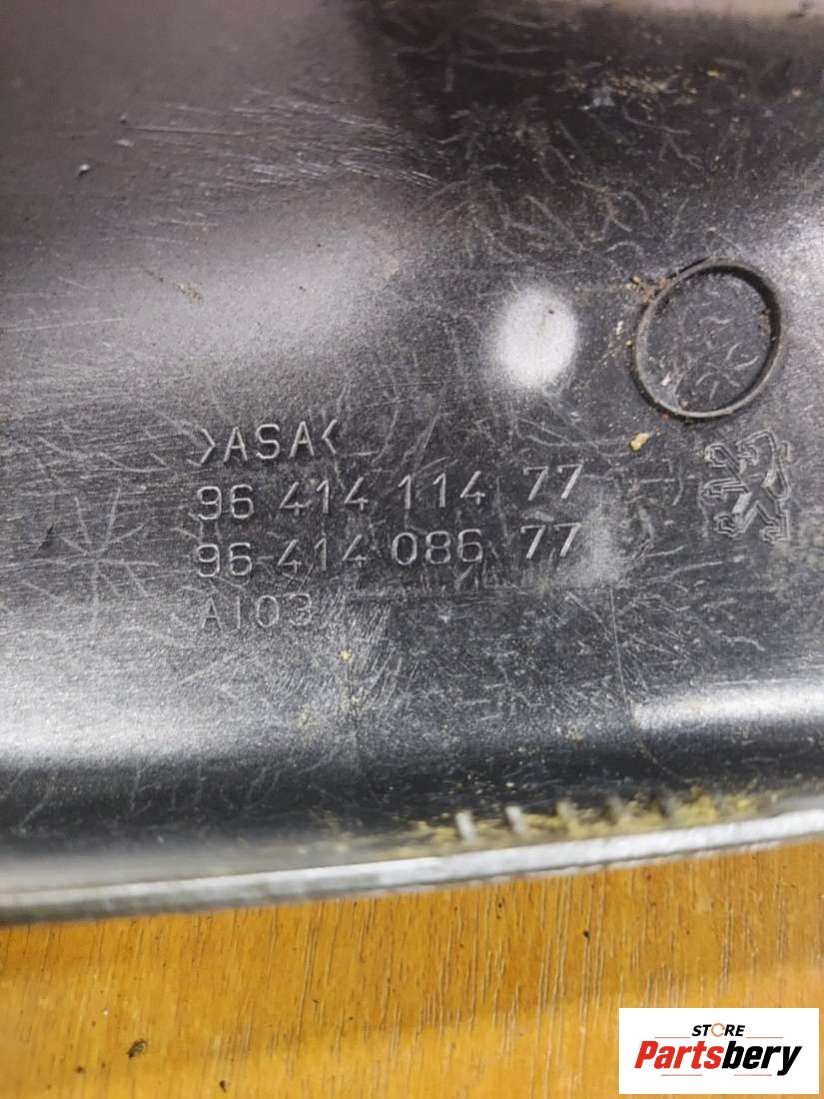 >ASA<
96 414 114 77
96 414 086 77
A103
STORE
Partsbery